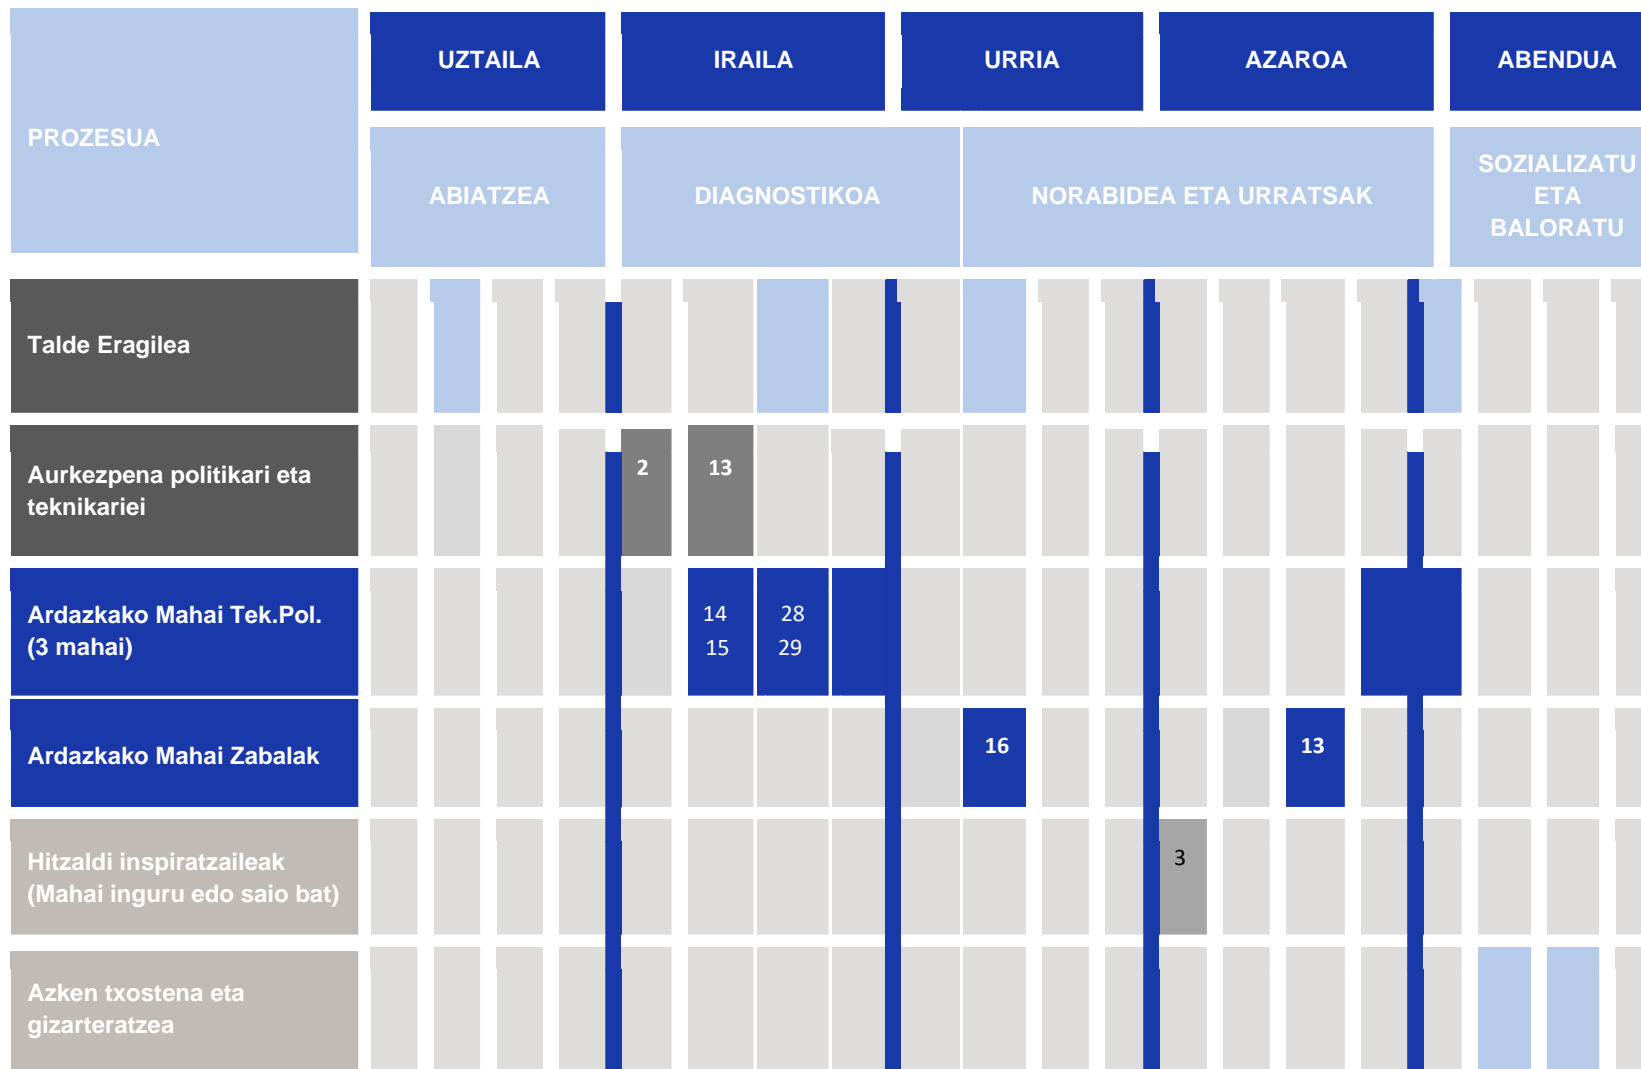 PROZESUA
UZTAILA
IRAILA
URRIA
AZAROA
ABENDUA
ABIATZEA
DIAGNOSTIKOA
NORABIDEA ETA URRATSAK
SOZIALIZATU
ETA
BALORATU
Talde Eragilea
Aurkezpena politikari eta
teknikariei
2
13
Ardazkako Mahai Tek.Pol.
(3 mahai)
14
15
28
29
Ardazkako Mahai Zabalak
16
13
Hitzaldi inspiratzaileak
(Mahai inguru edo saio bat)
3
Azken txostena eta
gizarteratzea